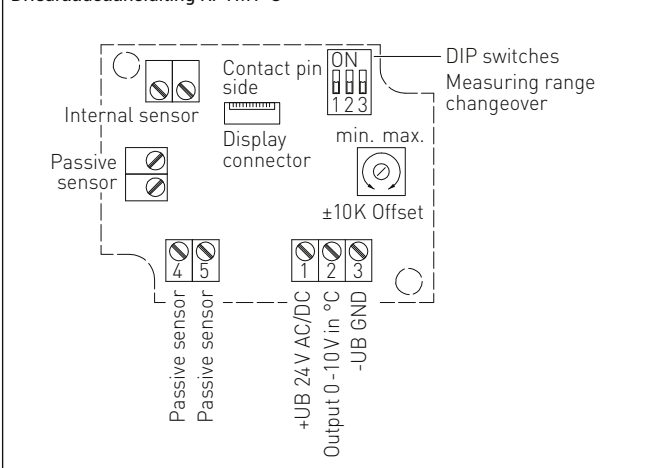 ON
1 2 3
DIP switches
Measuring range
changeover
Contact pin
side
Internal sensor
Display
connector
min. max.
Passive
sensor
±10K Offset
4 5
1 2 3
Passive sensor
Passive sensor
+UB 24V AC/DC
Output 0 -10V in °C
-UB GND